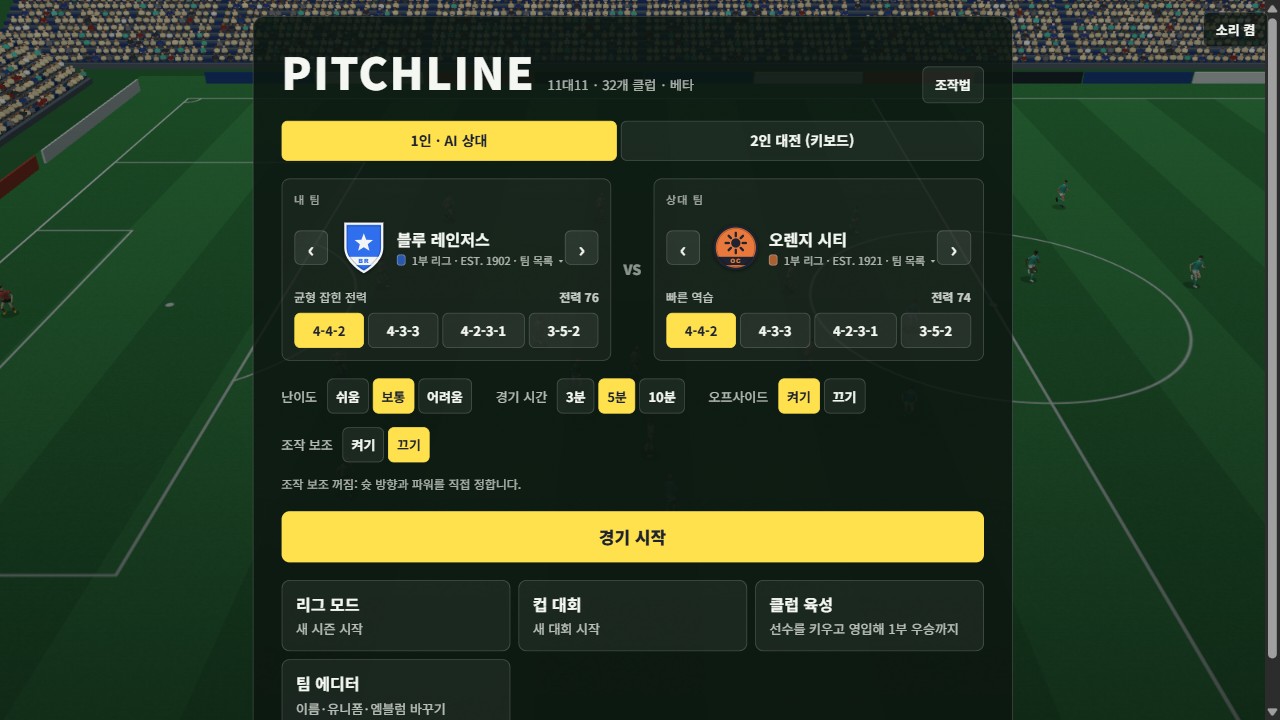 소리 켬
PITCHLINE
11대11 · 32개 클럽 · 베타
조작법
1인 · AI 상대
2인 대전 (키보드)
내 팀
‹
BR
블루 레인저스
1부 리그 · EST. 1902 · 팀 목록
›
균형 잡힌 전력
전력 76
4-4-2
4-3-3
4-2-3-1
3-5-2
VS
상대 팀
‹
OC
오렌지 시티
1부 리그 · EST. 1921 · 팀 목록
›
빠른 역습
전력 74
4-4-2
4-3-3
4-2-3-1
3-5-2
난이도 쉬움 보통 어려움 경기 시간 3분 5분 10분 오프사이드 켜기 끄기
조작 보조 켜기 끄기
조작 보조 꺼짐: 슛 방향과 파워를 직접 정합니다.
경기 시작
리그 모드
새 시즌 시작
컵 대회
새 대회 시작
클럽 육성
선수를 키우고 영입해 1부 우승까지
팀 에디터
이름·유니폼·엠블럼 바꾸기